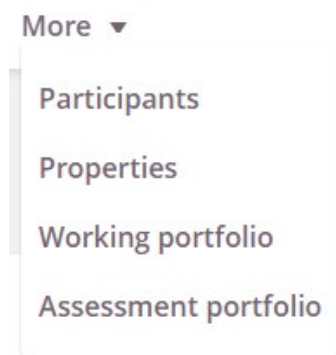 More
Participants
Properties
Working portfolio
Assessment portfolio